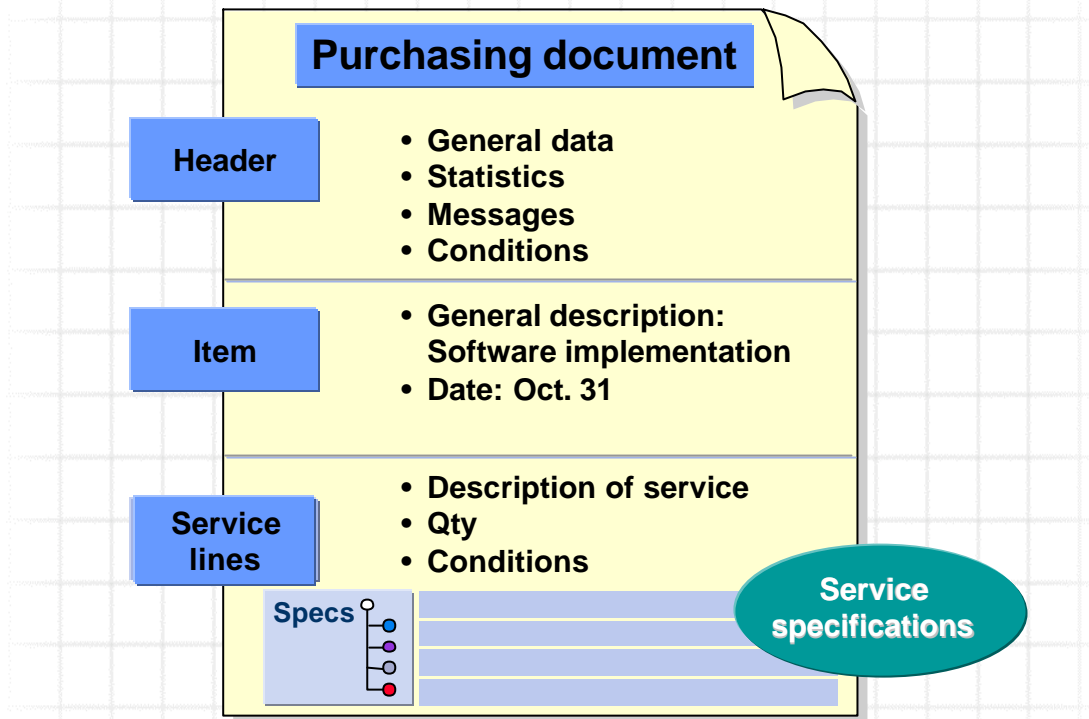 Purchasing document
Header
• General data
• Statistics
• Messages
• Conditions
Item
• General description:
Software implementation
• Date: Oct. 31
Service
lines
• Description of service
• Qty
• Conditions
Specs
Service
specifications